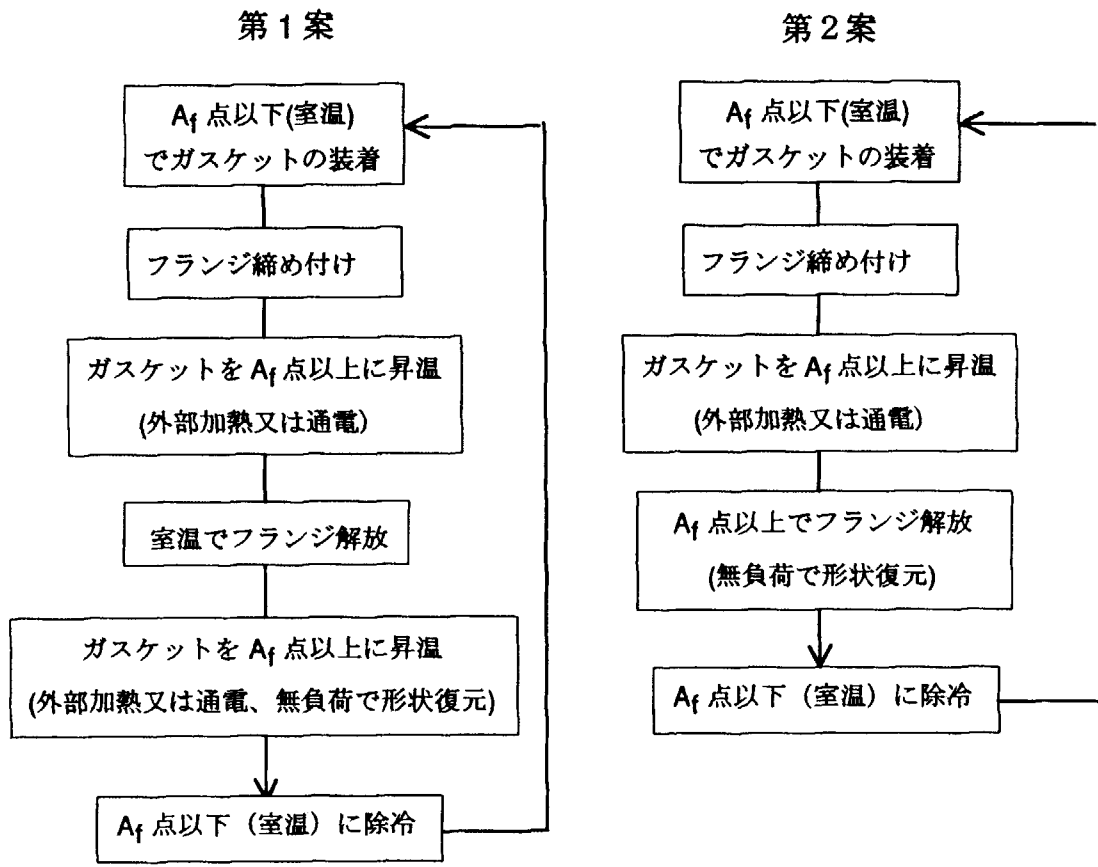 第1案
A_f 点以下(室温)
でガスケットの装着
フランジ締め付け
ガスケットを A_f 点以上に昇温
(外部加熱又は通電)
室温でフランジ解放
ガスケットを A_f 点以上に昇温
(外部加熱又は通電、無負荷で形状復元)
A_f 点以下（室温）に除冷
第2案
A_f 点以下(室温)
でガスケットの装着
フランジ締め付け
ガスケットを A_f 点以上に昇温
(外部加熱又は通電)
A_f 点以上でフランジ解放
(無負荷で形状復元)
A_f 点以下（室温）に除冷